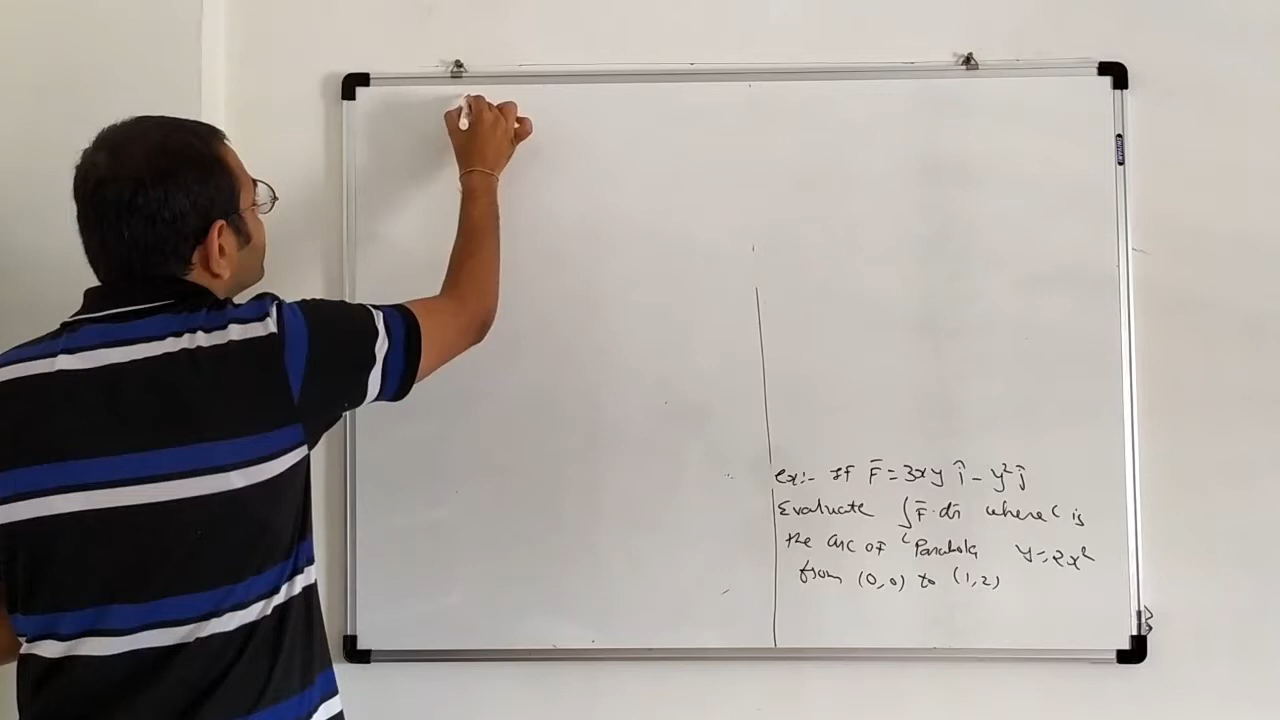 ex:- If F̄ = 3xy î - y² ĵ
Evaluate ∫c F̄ · dr̄ where C is
the arc of Parabola y = 2x²
from (0,0) to (1,2)